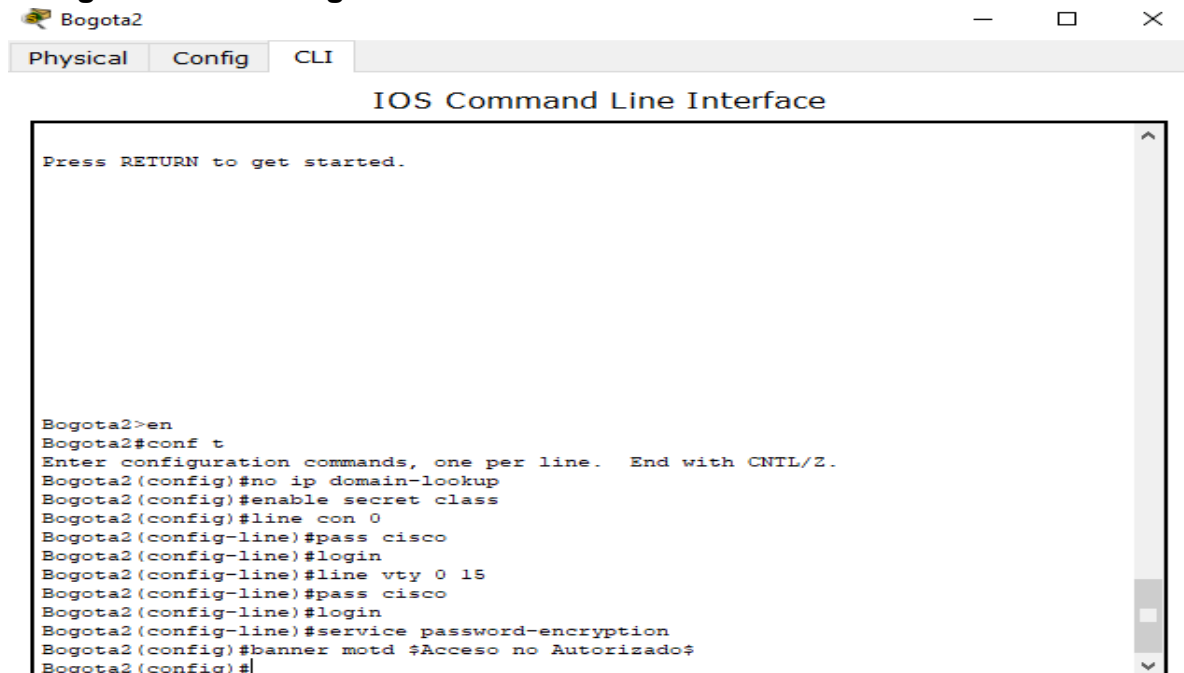 Bogota2
Physical Config CLI
IOS Command Line Interface
Press RETURN to get started.
Bogota2>en
Bogota2#conf t
Enter configuration commands, one per line.  End with CNTL/Z.
Bogota2(config)#no ip domain-lookup
Bogota2(config)#enable secret class
Bogota2(config)#line con 0
Bogota2(config-line)#pass cisco
Bogota2(config-line)#login
Bogota2(config-line)#line vty 0 15
Bogota2(config-line)#pass cisco
Bogota2(config-line)#login
Bogota2(config-line)#service password-encryption
Bogota2(config)#banner motd $Acceso no Autorizado$
Bogota2(config)#